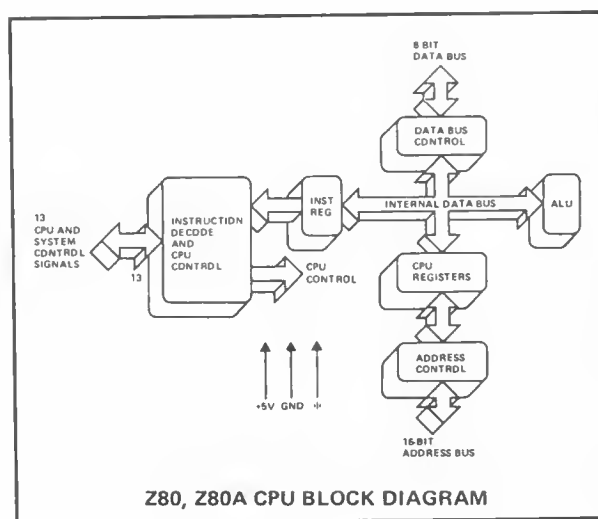 8 BIT
DATA BUS
DATA BUS
CONTROL
INST
REG
INTERNAL DATA BUS
ALU
13
CPU AND
SYSTEM
CONTROL
SIGNALS
INSTRUCTION
DECODE
AND
CPU
CONTROL
13
CPU
CONTROL
CPU
REGISTERS
ADDRESS
CONTROL
+5V GND
16-BIT
ADDRESS BUS
Z80, Z80A CPU BLOCK DIAGRAM